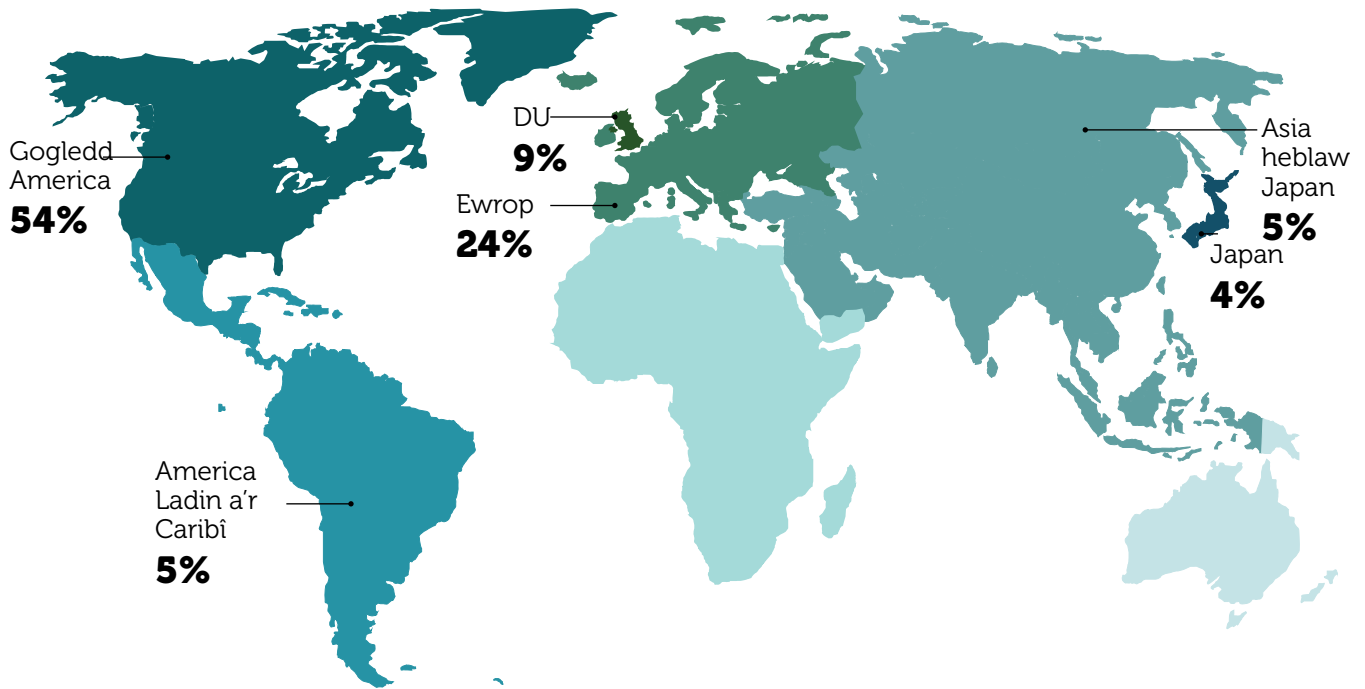 Gogledd
America
54%
DU
9%
Ewrop
24%
Asia
heblaw
Japan
5%
Japan
4%
America
Ladin a'r
Caribî
5%